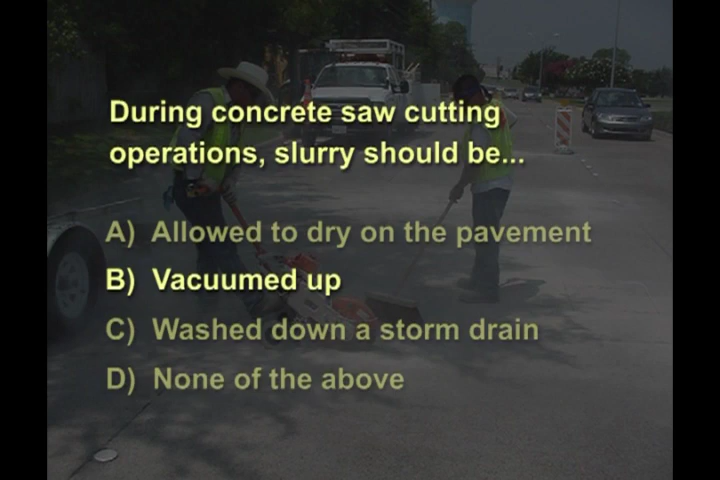 During concrete saw cutting
operations, slurry should be...
A) Allowed to dry on the pavement
B) Vacuumed up
C) Washed down a storm drain
D) None of the above